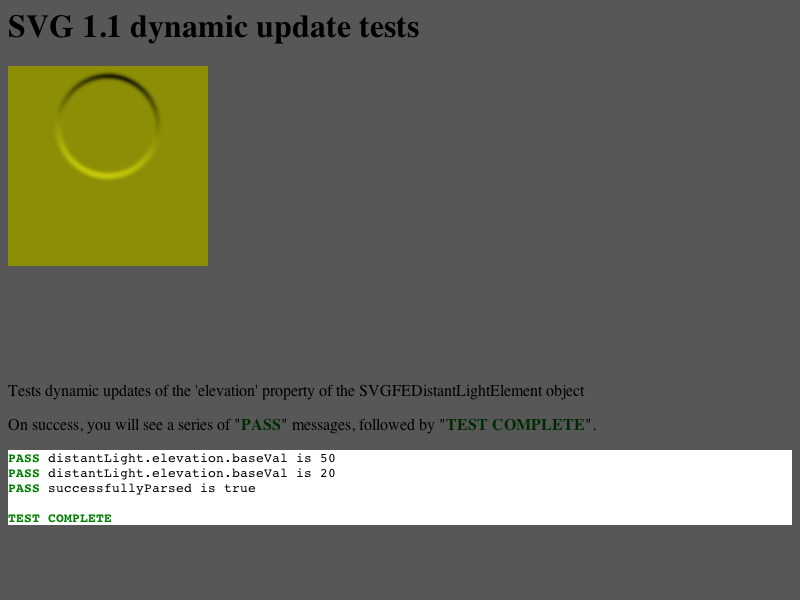 SVG 1.1 dynamic update tests
Tests dynamic updates of the 'elevation' property of the SVGFEDistantLightElement object
On success, you will see a series of "PASS" messages, followed by "TEST COMPLETE".
PASS distantLight.elevation.baseVal is 50
PASS distantLight.elevation.baseVal is 20
PASS successfullyParsed is true
TEST COMPLETE